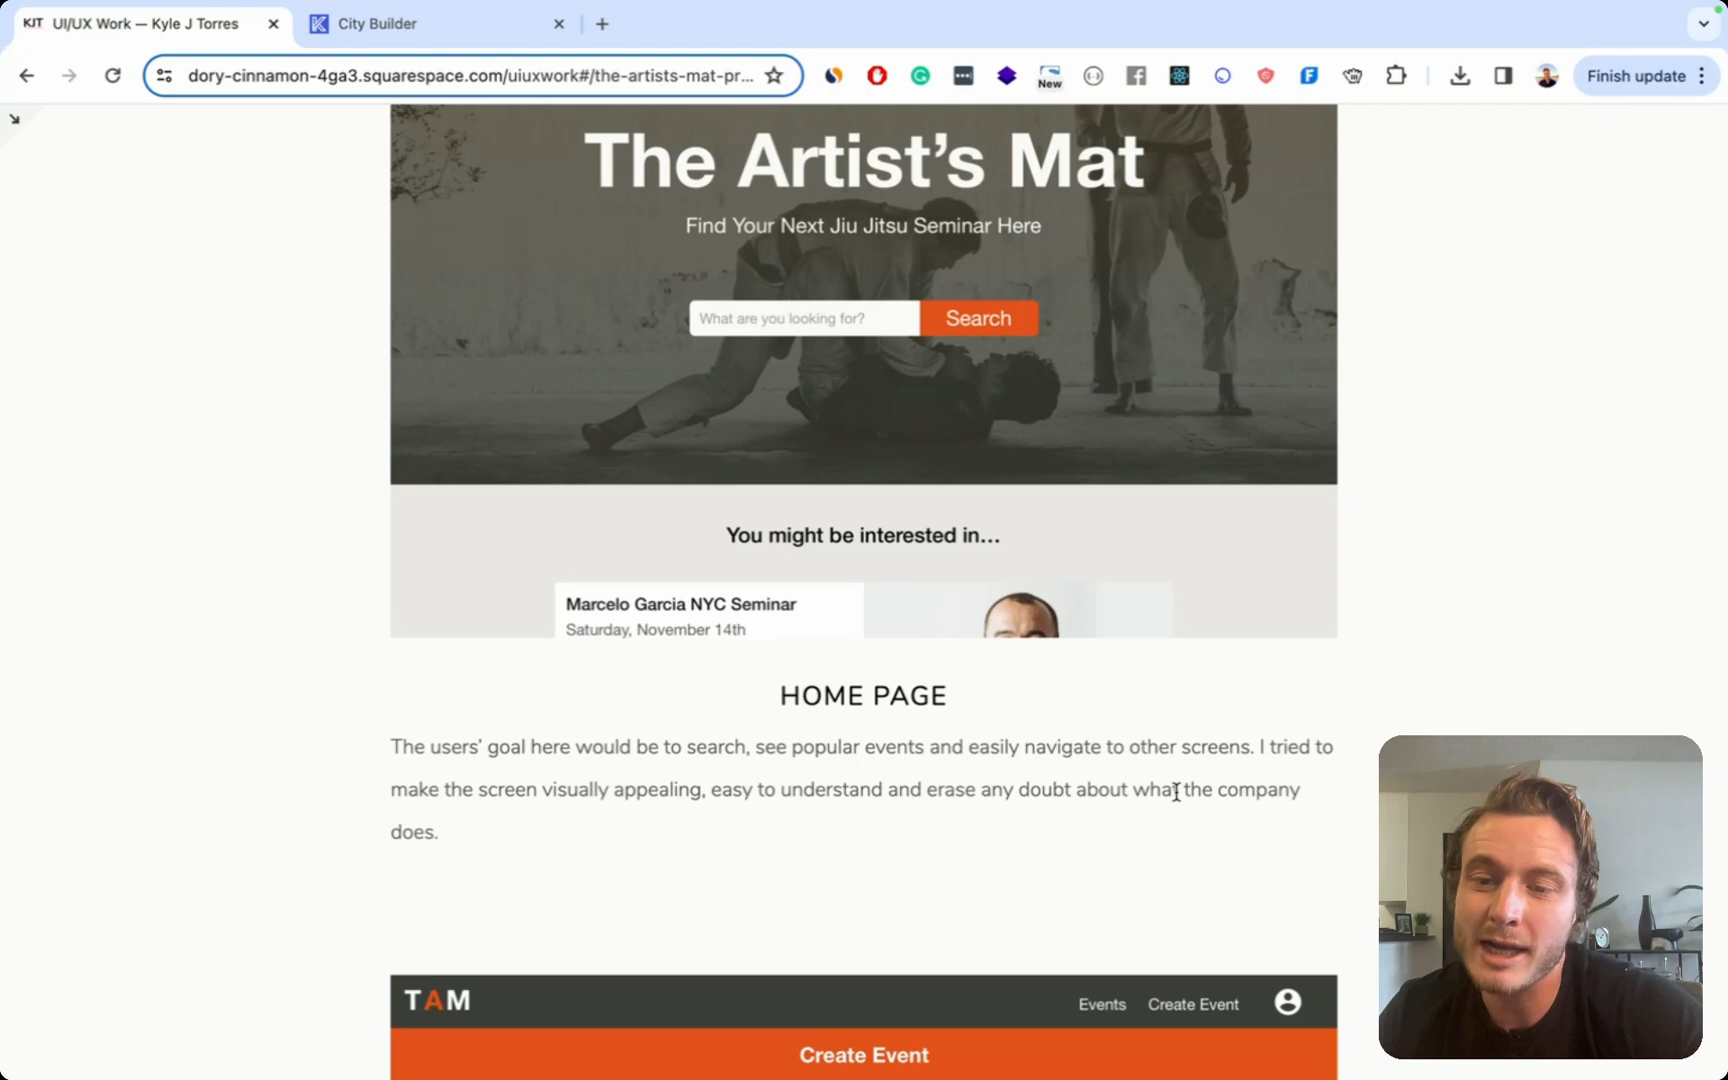 KJT UI/UX Work — Kyle J Torres
City Builder
dory-cinnamon-4ga3.squarespace.com/uiuxwork#/the-artists-mat-pr...
New
Finish update
The Artist’s Mat
Find Your Next Jiu Jitsu Seminar Here
What are you looking for?
Search
You might be interested in…
Marcelo Garcia NYC Seminar
Saturday, November 14th
HOME PAGE
The users’ goal here would be to search, see popular events and easily navigate to other screens. I tried to
make the screen visually appealing, easy to understand and erase any doubt about what the company
does.
TAM
Events
Create Event
Create Event